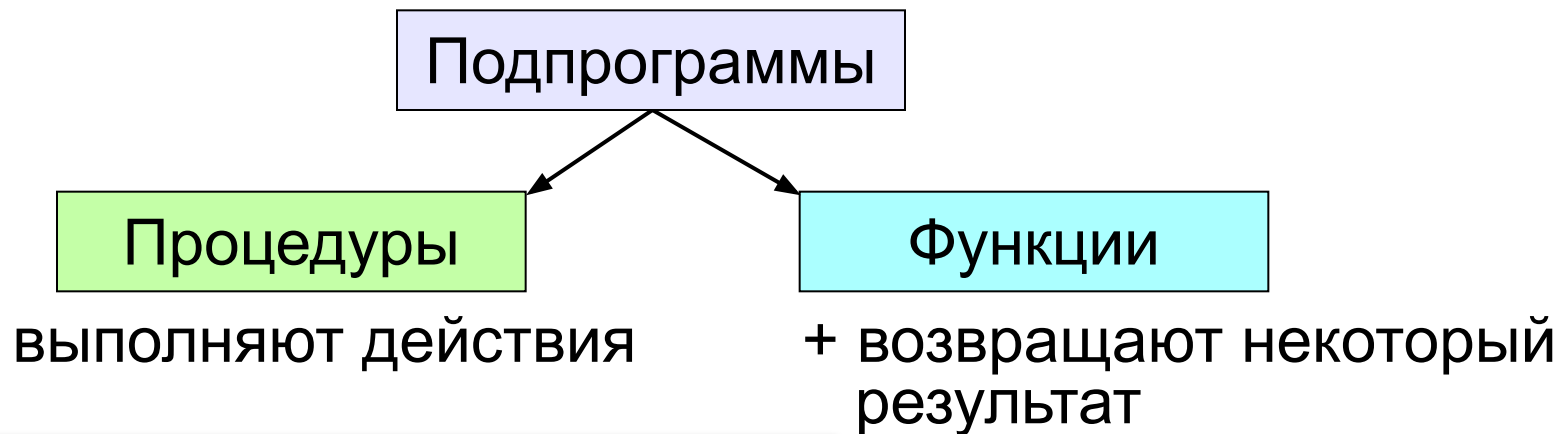 Подпрограммы
Процедуры
Функции
выполняют действия
+ возвращают некоторый
результат